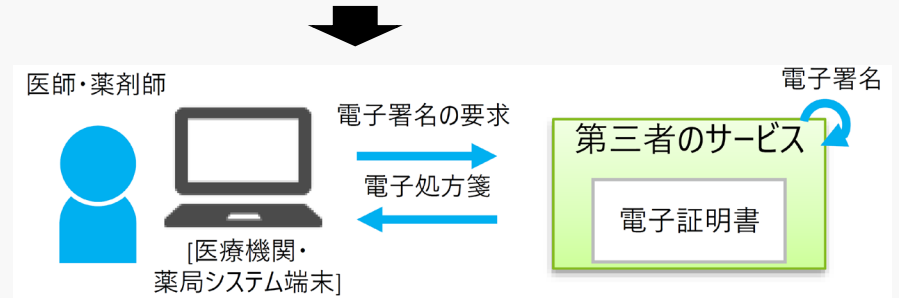 医師・薬剤師
電子署名
電子署名の要求
第三者のサービス
電子処方箋
電子証明書
[医療機関・
薬局システム端末]